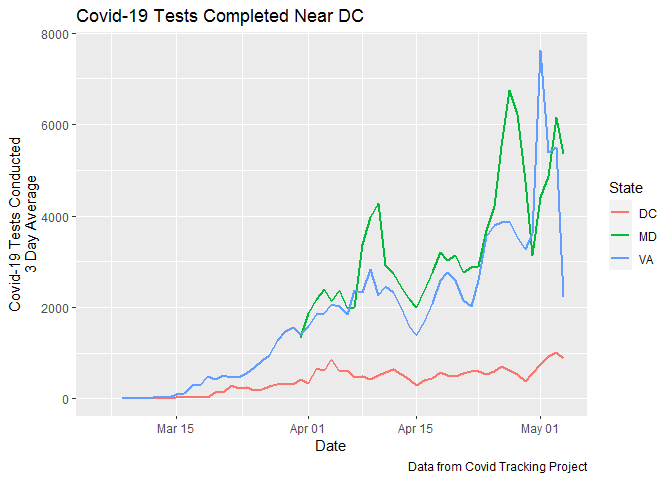 Covid-19 Tests Completed Near DC
Covid-19 Tests Conducted
3 Day Average
8000
6000
4000
2000
0
Mar 15
Apr 01
Apr 15
May 01
Date
State
DC
MD
VA
Data from Covid Tracking Project